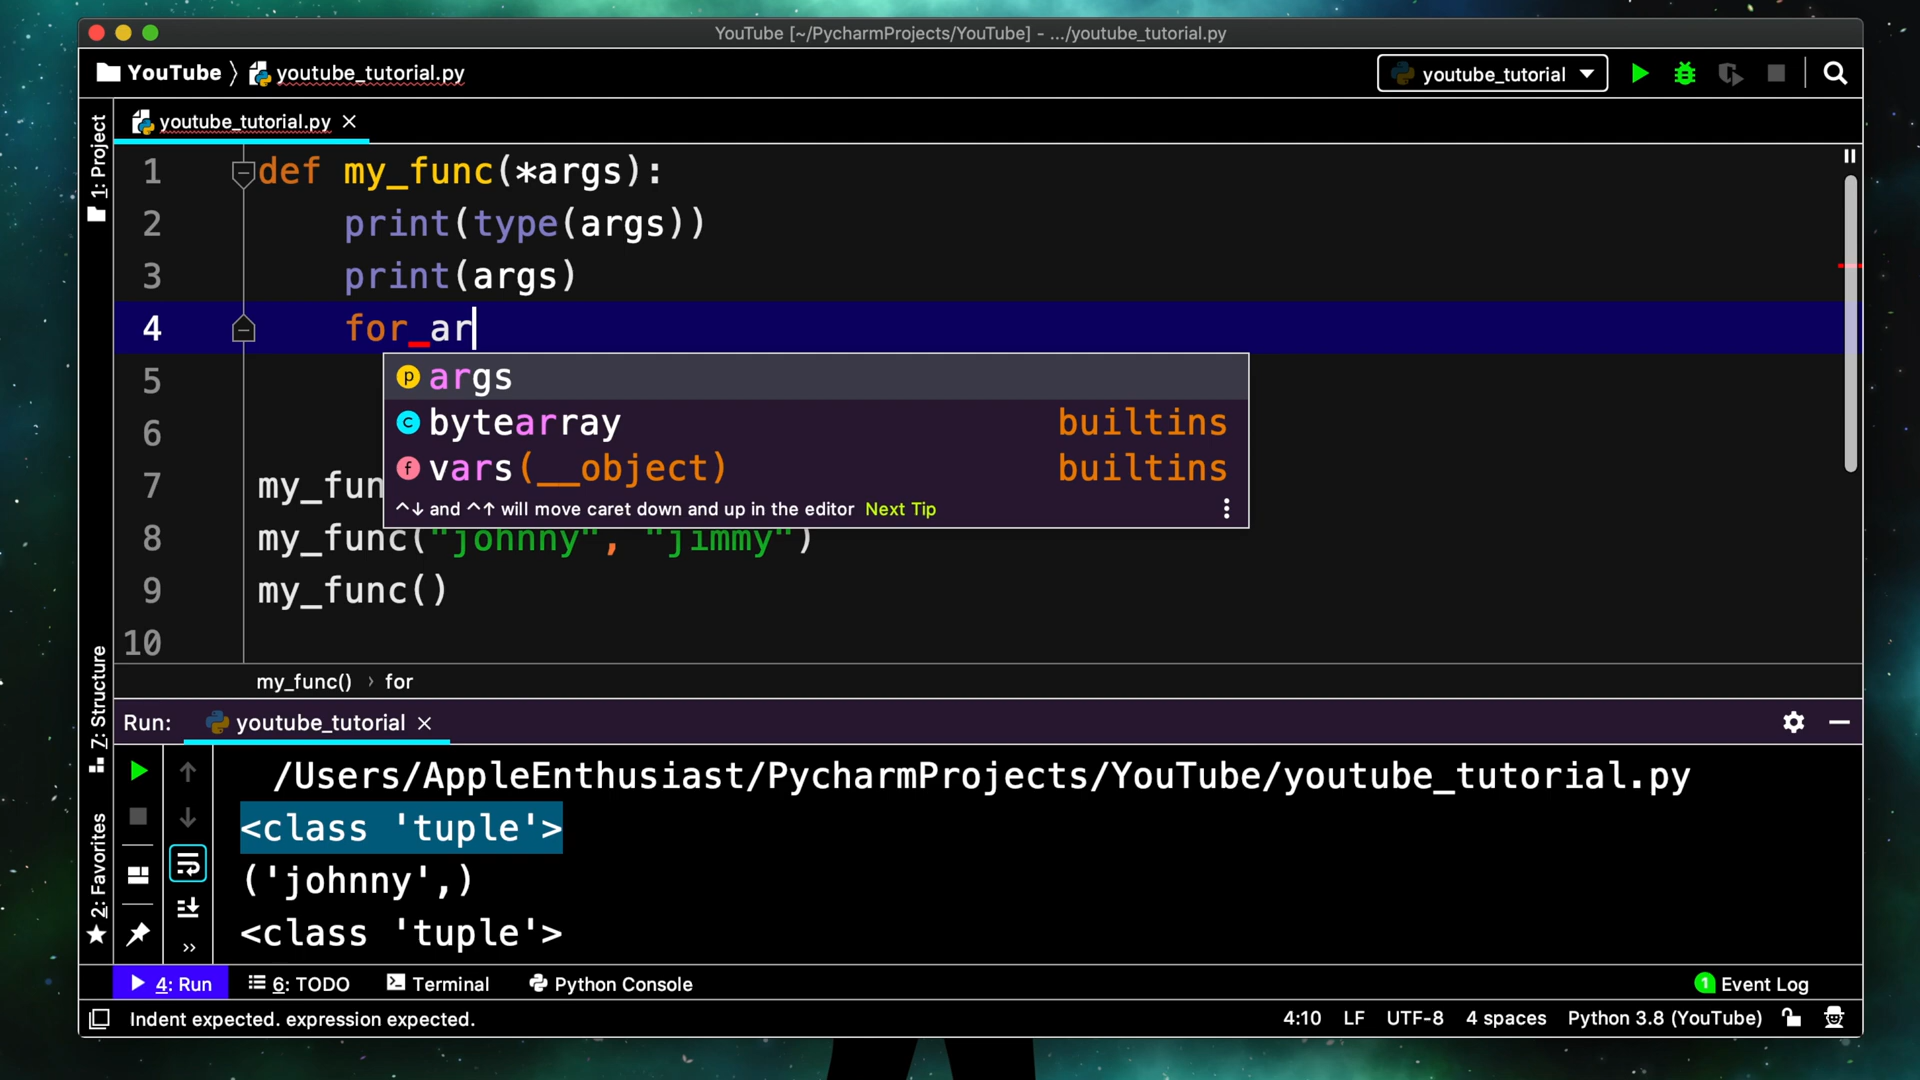 YouTube [~/PycharmProjects/YouTube] - .../youtube_tutorial.py
YouTube youtube_tutorial.py
youtube_tutorial
youtube_tutorial.py
1: Project
1 def my_func(*args):
2 print(type(args))
3 print(args)
4 for ar
args
5
bytearray builtins
6
vars(__object) builtins
7 my_fun
^↓ and ^↑ will move caret down and up in the editor Next Tip
8 my_func("johnny", "jimmy")
9 my_func()
10
my_func() › for
Z: Structure
Run: youtube_tutorial
/Users/AppleEnthusiast/PycharmProjects/YouTube/youtube_tutorial.py
<class 'tuple'>
('johnny',)
<class 'tuple'>
2: Favorites
4: Run 6: TODO Terminal Python Console 1 Event Log
Indent expected. expression expected. 4:10 LF UTF-8 4 spaces Python 3.8 (YouTube)